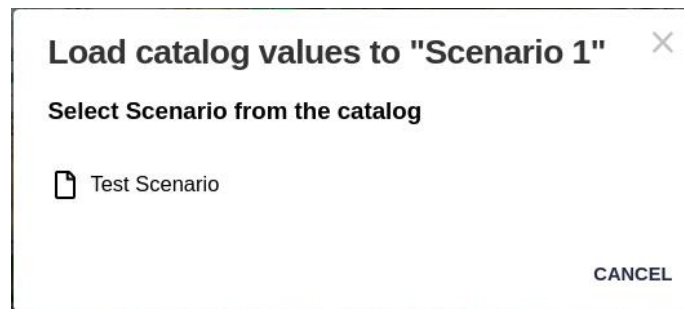 Load catalog values to "Scenario 1"
Select Scenario from the catalog
Test Scenario
CANCEL